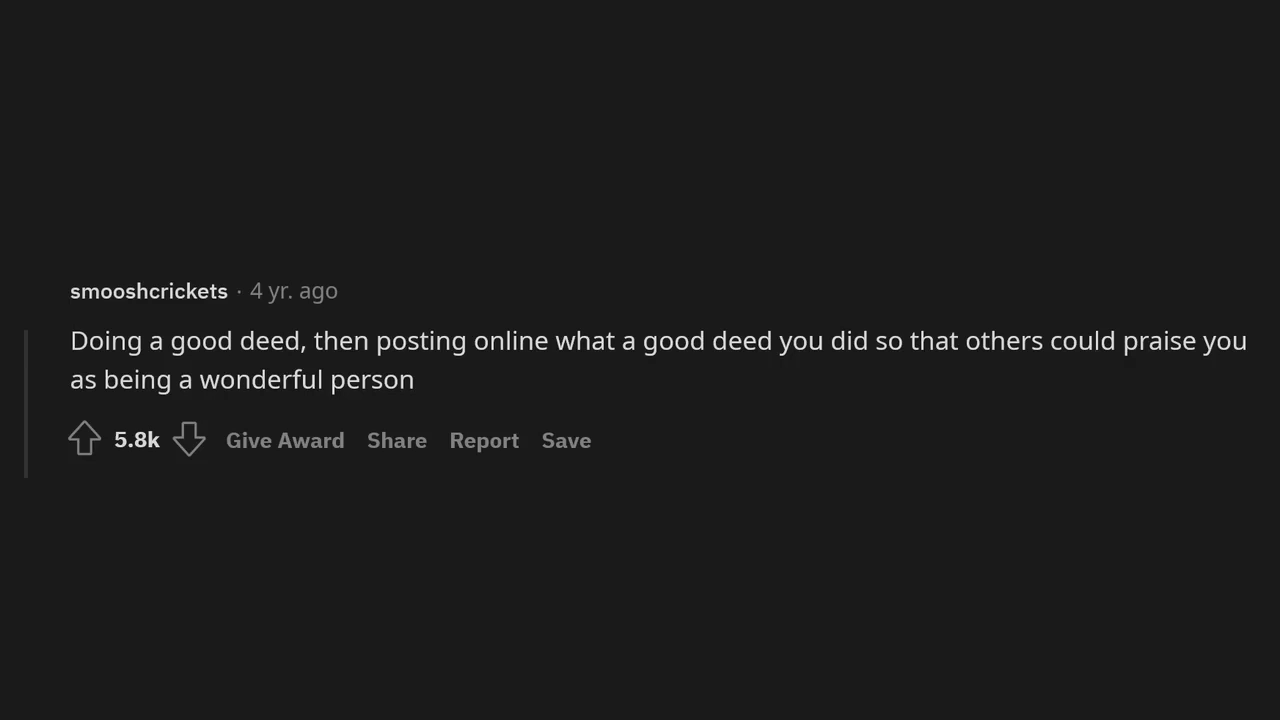 smooshcrickets · 4 yr. ago
Doing a good deed, then posting online what a good deed you did so that others could praise you
as being a wonderful person
5.8k Give Award Share Report Save